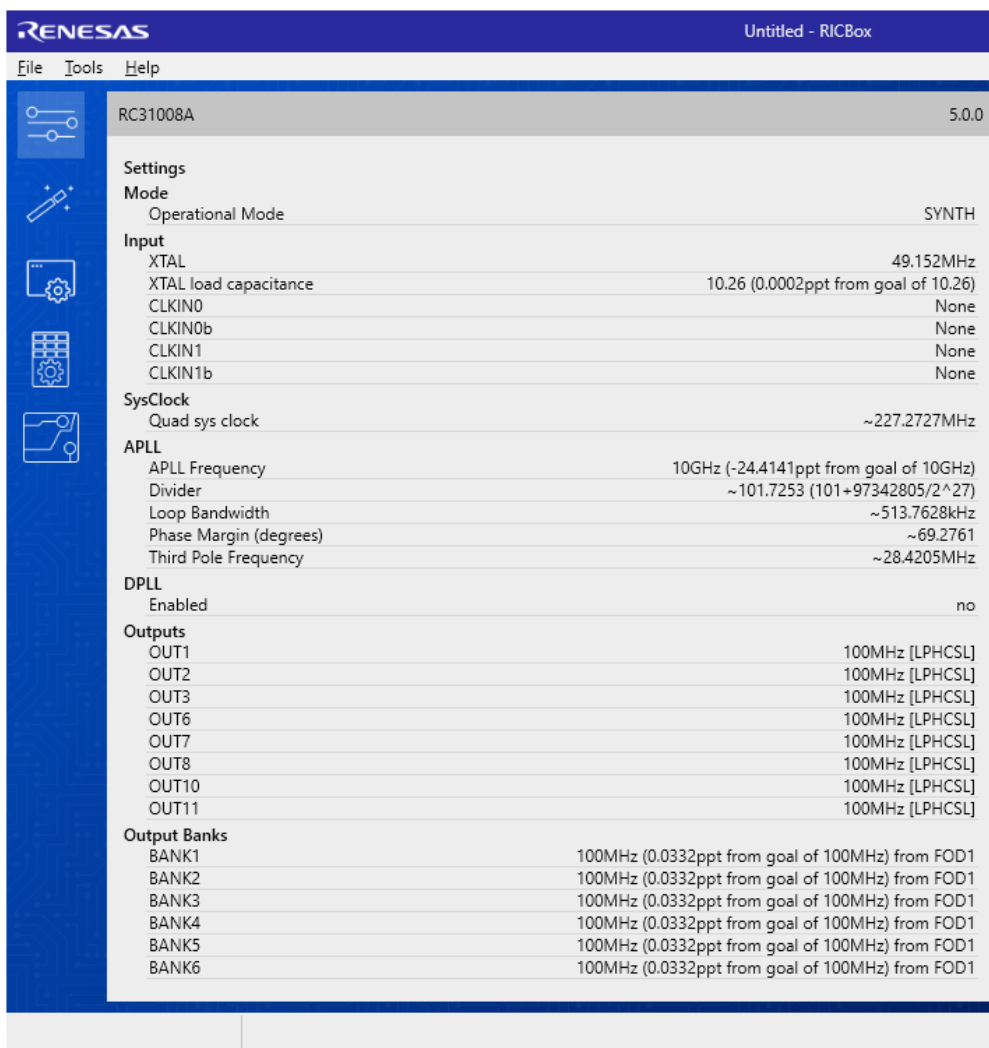 RENESAS Untitled - RICBox
File Tools Help
RC31008A 5.0.0
Settings
Mode
Operational Mode SYNTH
Input
XTAL 49.152MHz
XTAL load capacitance 10.26 (0.0002ppt from goal of 10.26)
CLKIN0 None
CLKIN0b None
CLKIN1 None
CLKIN1b None
SysClock
Quad sys clock ~227.2727MHz
APLL
APLL Frequency 10GHz (-24.4141ppt from goal of 10GHz)
Divider ~101.7253 (101+97342805/2^27)
Loop Bandwidth ~513.7628kHz
Phase Margin (degrees) ~69.2761
Third Pole Frequency ~28.4205MHz
DPLL
Enabled no
Outputs
OUT1 100MHz [LPHCSL]
OUT2 100MHz [LPHCSL]
OUT3 100MHz [LPHCSL]
OUT6 100MHz [LPHCSL]
OUT7 100MHz [LPHCSL]
OUT8 100MHz [LPHCSL]
OUT10 100MHz [LPHCSL]
OUT11 100MHz [LPHCSL]
Output Banks
BANK1 100MHz (0.0332ppt from goal of 100MHz) from FOD1
BANK2 100MHz (0.0332ppt from goal of 100MHz) from FOD1
BANK3 100MHz (0.0332ppt from goal of 100MHz) from FOD1
BANK4 100MHz (0.0332ppt from goal of 100MHz) from FOD1
BANK5 100MHz (0.0332ppt from goal of 100MHz) from FOD1
BANK6 100MHz (0.0332ppt from goal of 100MHz) from FOD1